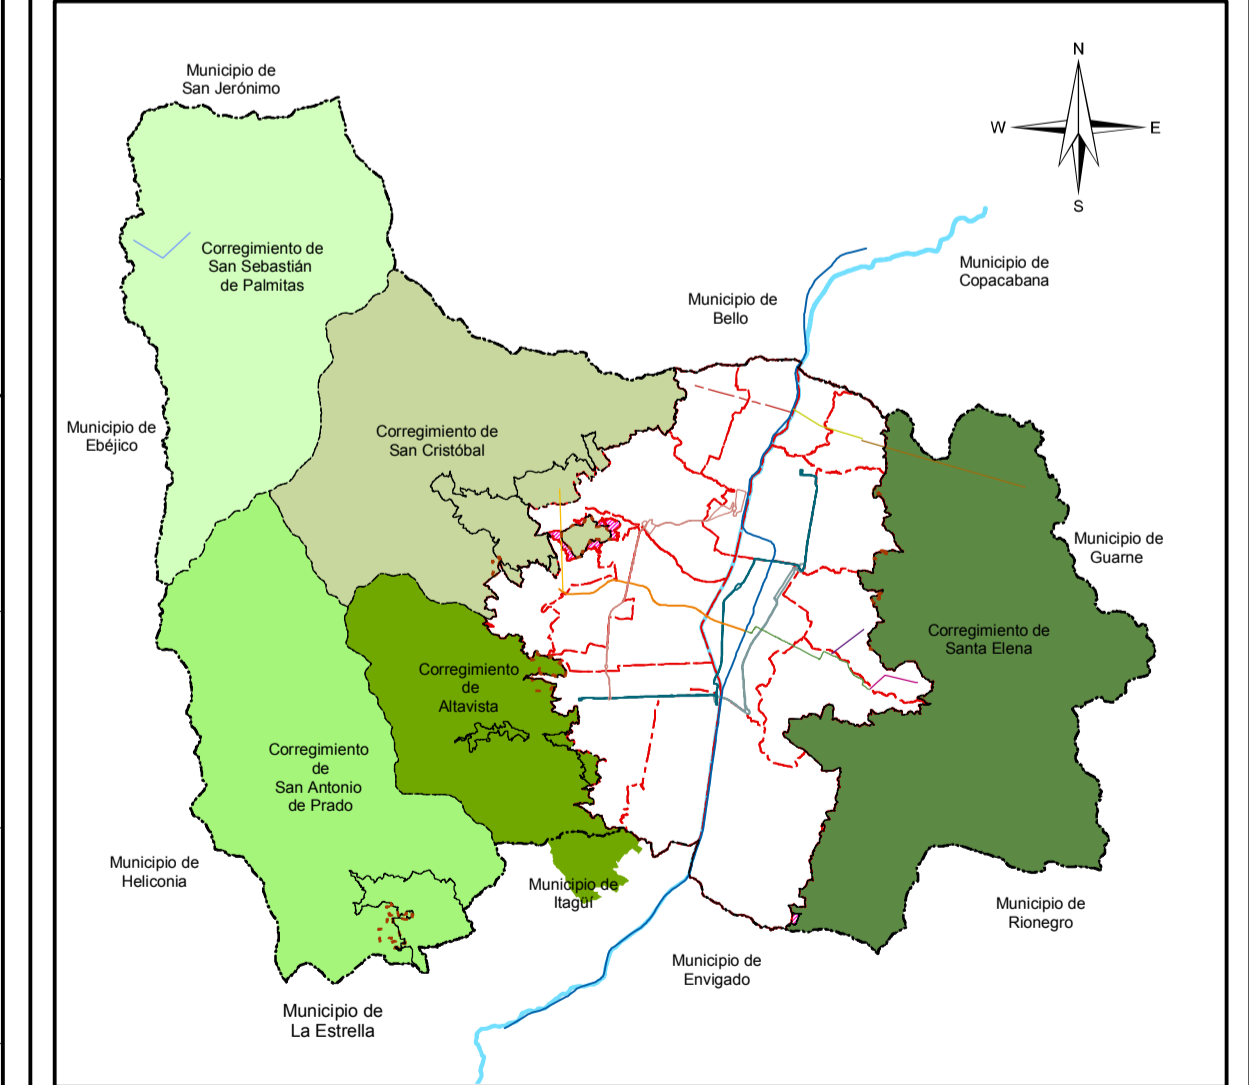 Municipio de
San Jerónimo
N
W
E
S
Corregimiento de
San Sebastián
de Palmitas
Municipio de
Copacabana
Municipio de
Bello
Municipio de
Ebéjico
Corregimiento de
San Cristóbal
Municipio de
Guarne
Corregimiento de
Santa Elena
Corregimiento
de
Altavista
Corregimiento
de
San Antonio
de Prado
Municipio de
Heliconia
Municipio de
Itagüí
Municipio de
Rionegro
Municipio de
Envigado
Municipio de
La Estrella